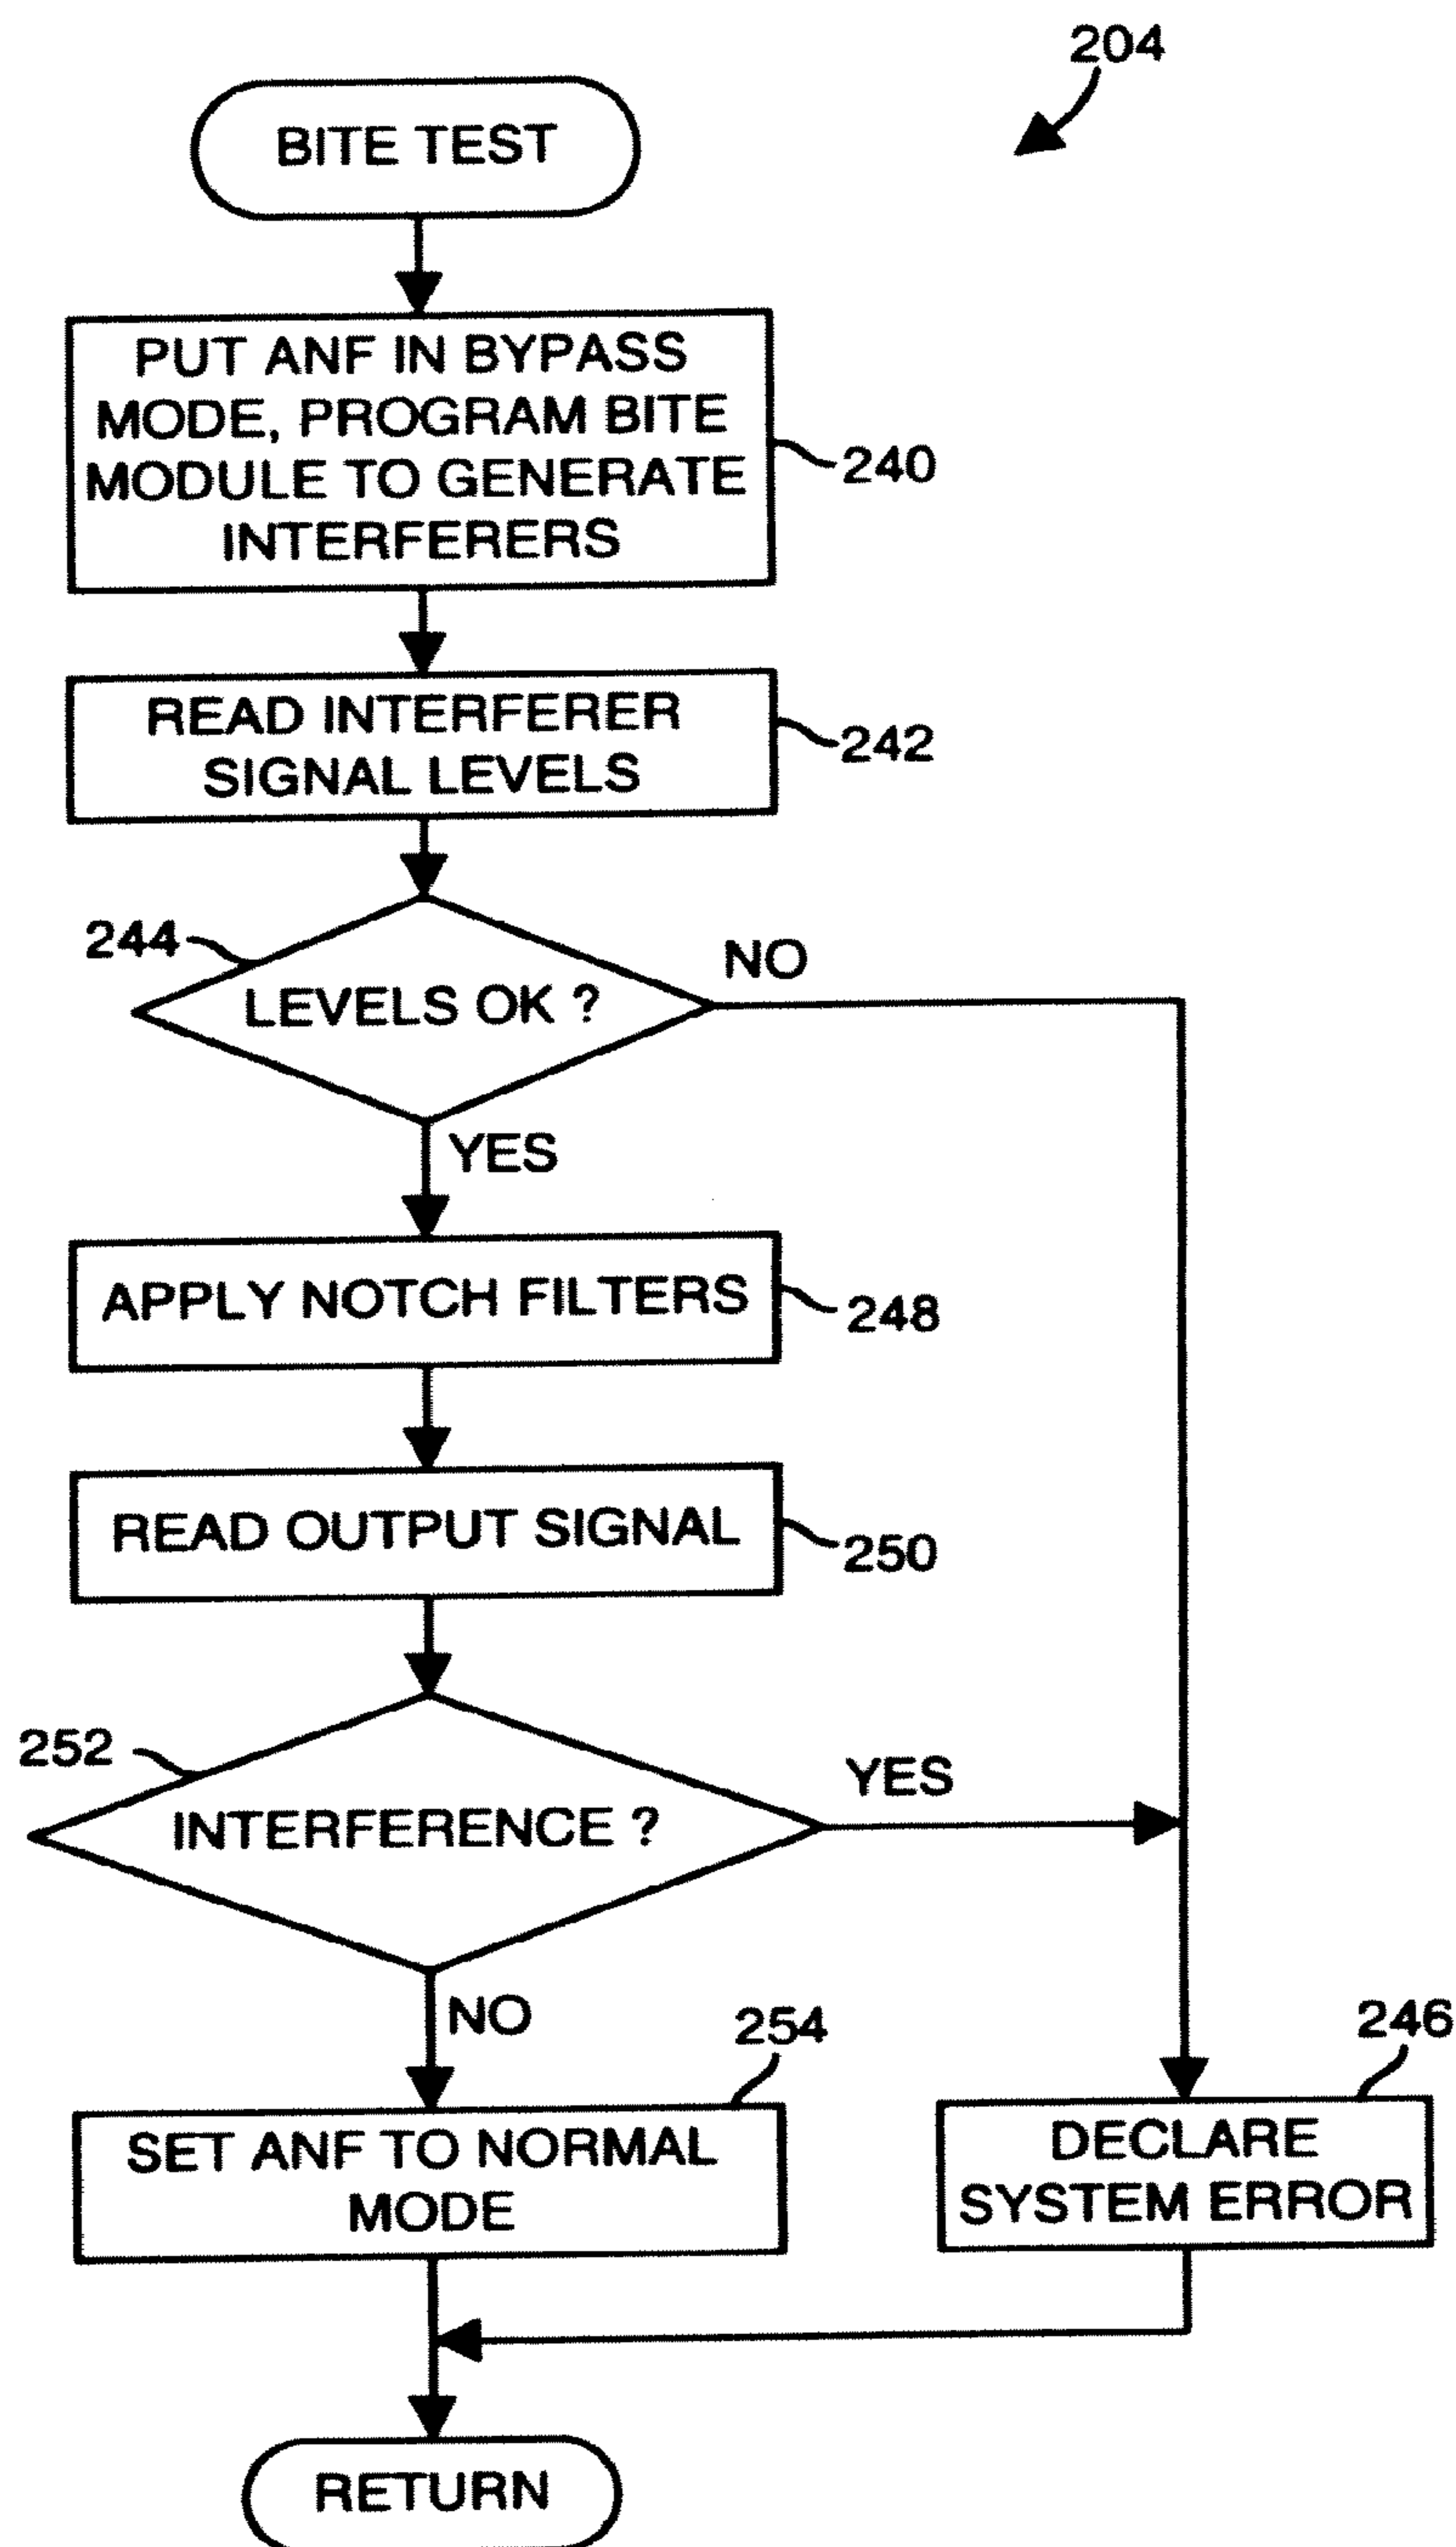 204
BITE TEST
PUT ANF IN BYPASS
MODE, PROGRAM BITE
MODULE TO GENERATE
INTERFERERS
240
READ INTERFERER
SIGNAL LEVELS
242
244
LEVELS OK ?
NO
YES
APPLY NOTCH FILTERS
248
READ OUTPUT SIGNAL
250
252
INTERFERENCE ?
YES
NO
254
246
SET ANF TO NORMAL
MODE
DECLARE
SYSTEM ERROR
RETURN